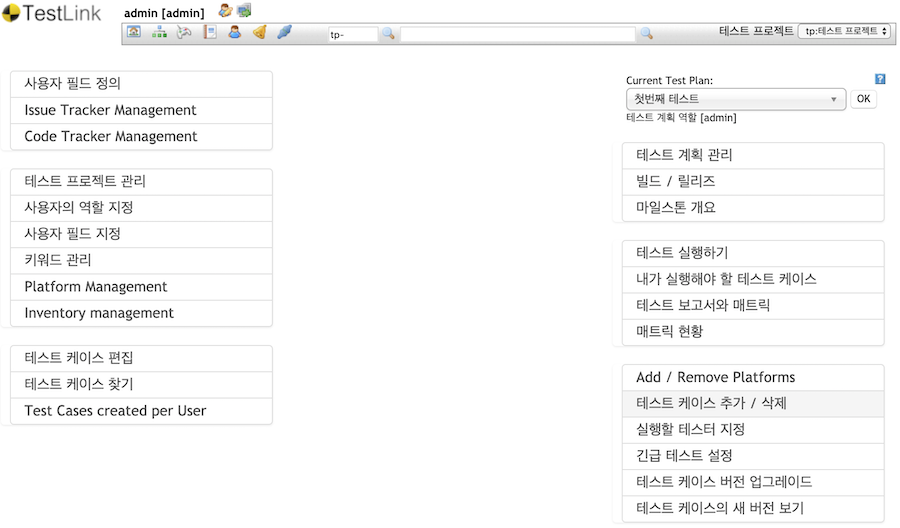 TestLink
admin [admin]
tp-
테스트 프로젝트
tp:테스트 프로젝트
사용자 필드 정의
Issue Tracker Management
Code Tracker Management
테스트 프로젝트 관리
사용자의 역할 지정
사용자 필드 지정
키워드 관리
Platform Management
Inventory management
테스트 케이스 편집
테스트 케이스 찾기
Test Cases created per User
Current Test Plan:
?
첫번째 테스트
OK
테스트 계획 역할 [admin]
테스트 계획 관리
빌드 / 릴리즈
마일스톤 개요
테스트 실행하기
내가 실행해야 할 테스트 케이스
테스트 보고서와 매트릭
매트릭 현황
Add / Remove Platforms
테스트 케이스 추가 / 삭제
실행할 테스터 지정
긴급 테스트 설정
테스트 케이스 버전 업그레이드
테스트 케이스의 새 버전 보기